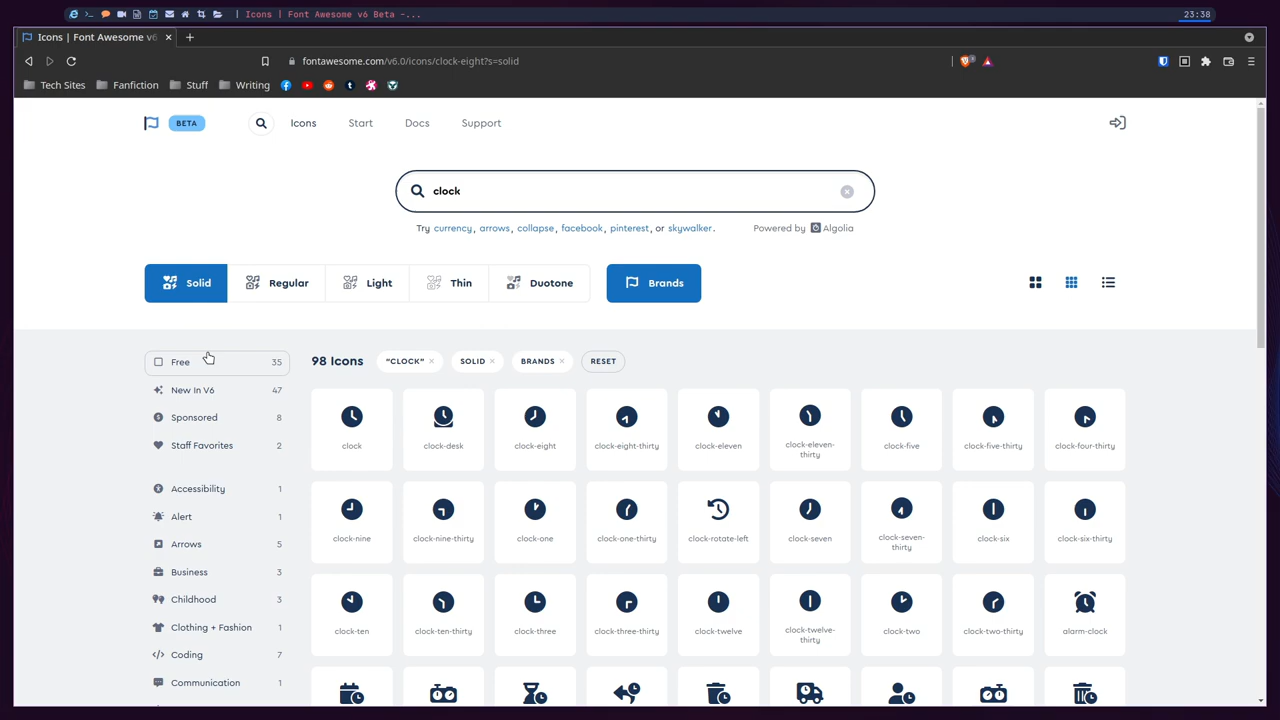 Icons | Font Awesome v6 Beta -...
23:38
Icons | Font Awesome v6
fontawesome.com/v6.0/icons/clock-eight?s=solid
Tech Sites
Fanfiction
Stuff
Writing
BETA
Icons
Start
Docs
Support
clock
Try currency, arrows, collapse, facebook, pinterest, or skywalker.
Powered by Algolia
Solid
Regular
Light
Thin
Duotone
Brands
Free 35
New In V6 47
Sponsored 8
Staff Favorites 2
Accessibility 1
Alert 1
Arrows 5
Business 3
Childhood 3
Clothing + Fashion 1
Coding 7
Communication 1
98 Icons
"CLOCK" ×
SOLID ×
BRANDS ×
RESET
clock
clock-desk
clock-eight
clock-eight-thirty
clock-eleven
clock-eleven-
thirty
clock-five
clock-five-thirty
clock-four-thirty
clock-nine
clock-nine-thirty
clock-one
clock-one-thirty
clock-rotate-left
clock-seven
clock-seven-
thirty
clock-six
clock-six-thirty
clock-ten
clock-ten-thirty
clock-three
clock-three-thirty
clock-twelve
clock-twelve-
thirty
clock-two
clock-two-thirty
alarm-clock